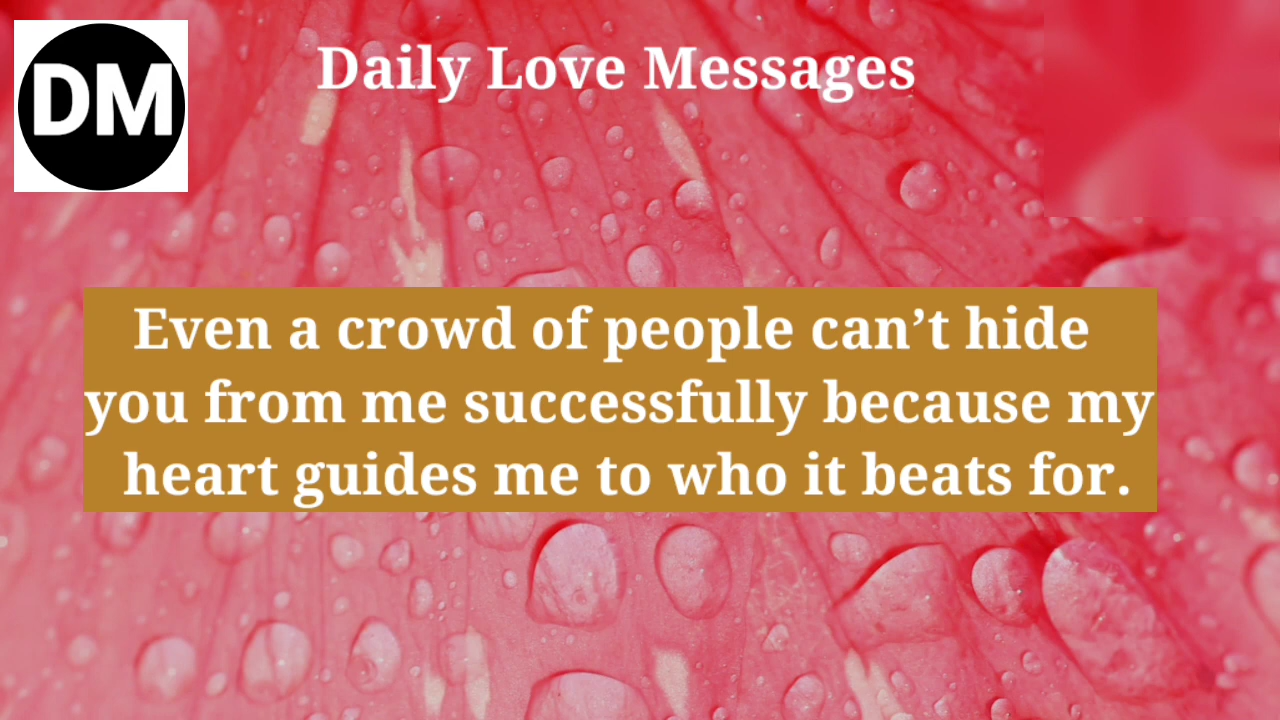 DM
Daily Love Messages
Even a crowd of people can’t hide
you from me successfully because my
heart guides me to who it beats for.